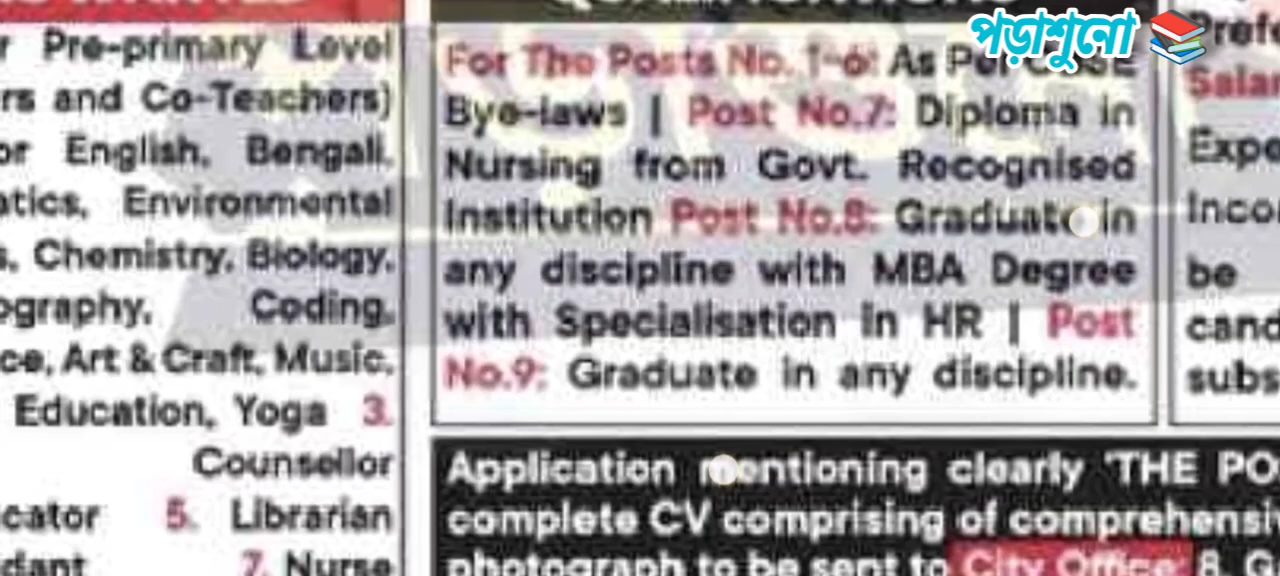 r Pre-primary Level
rs and Co-Teachers)
or English, Bengali,
atics, Environmental
s, Chemistry, Biology,
ography, Coding,
ce, Art & Craft, Music,
Education, Yoga 3.
Counsellor
cator 5. Librarian
dant 7. Nurse
For The Posts No. 1-6: As Per CBSE
Bye-laws | Post No.7: Diploma in
Nursing from Govt. Recognised
Institution Post No.8: Graduate in
any discipline with MBA Degree
with Specialisation in HR | Post
No.9: Graduate in any discipline.
Application mentioning clearly 'THE PO
complete CV comprising of comprehensiv
photograph to be sent to City Office: 8, Gu
পড়াশুনো
Prefe
Salar
Expe
inco
be
cand
subs